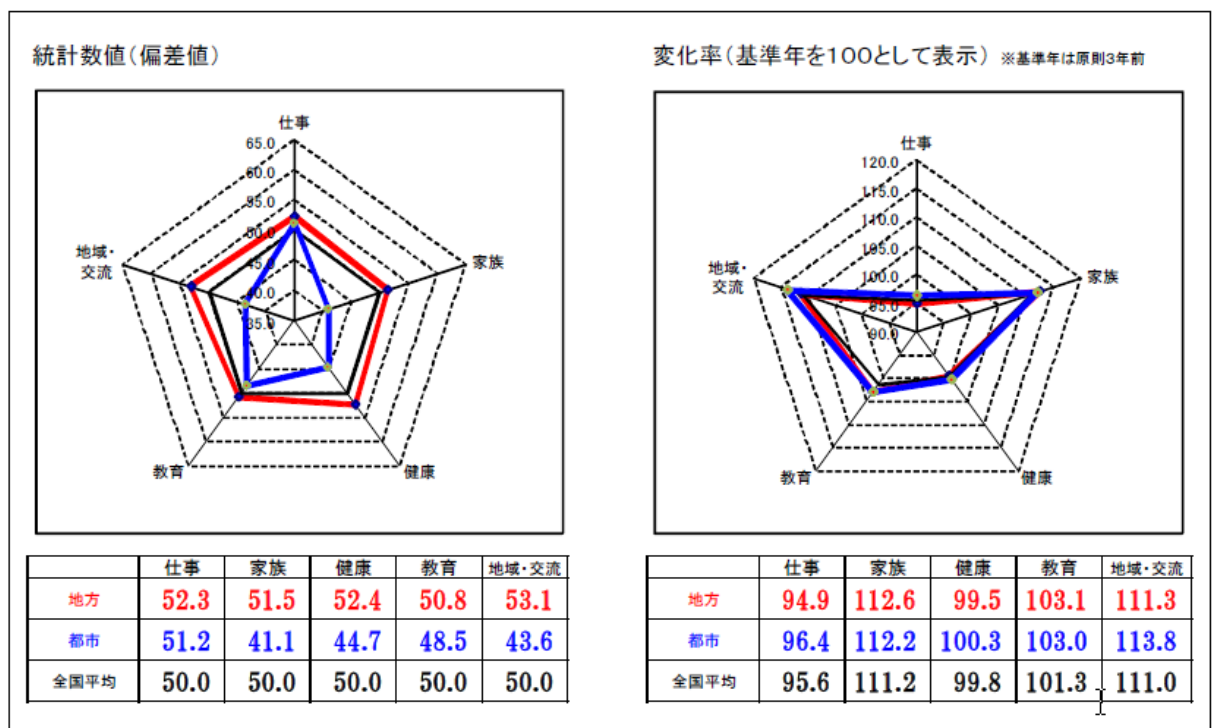 統計数値(偏差値)
変化率(基準年を100として表示) ※基準年は原則3年前
仕事
65.0
60.0
55.0
50.0
45.0
40.0
35.0
家族
健康
教育
地域・
交流
仕事
120.0
115.0
110.0
105.0
100.0
95.0
90.0
家族
健康
教育
地域・
交流
仕事 家族 健康 教育 地域・交流
地方 52.3 51.5 52.4 50.8 53.1
都市 51.2 41.1 44.7 48.5 43.6
全国平均 50.0 50.0 50.0 50.0 50.0
仕事 家族 健康 教育 地域・交流
地方 94.9 112.6 99.5 103.1 111.3
都市 96.4 112.2 100.3 103.0 113.8
全国平均 95.6 111.2 99.8 101.3 111.0